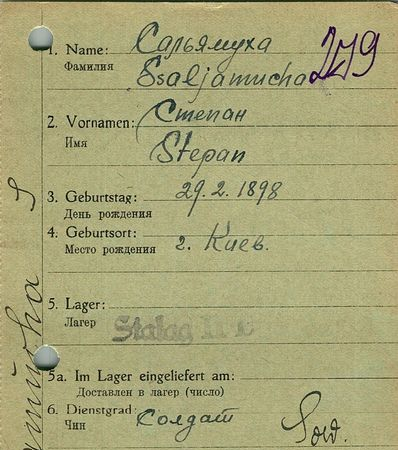 1. Name: Сальямуха
Фамилия
Ssaljamucha 279
2. Vornamen: Степан
Имя
Stepan
3. Geburtstag: 29.2.1898
День рождения
4. Geburtsort: г. Киев.
Место рождения
5. Lager:
Лагер Stalag
5a. Im Lager eingeliefert am:
Доставлен в лагер (число)
6. Dienstgrad: солдат Sold.
Чин